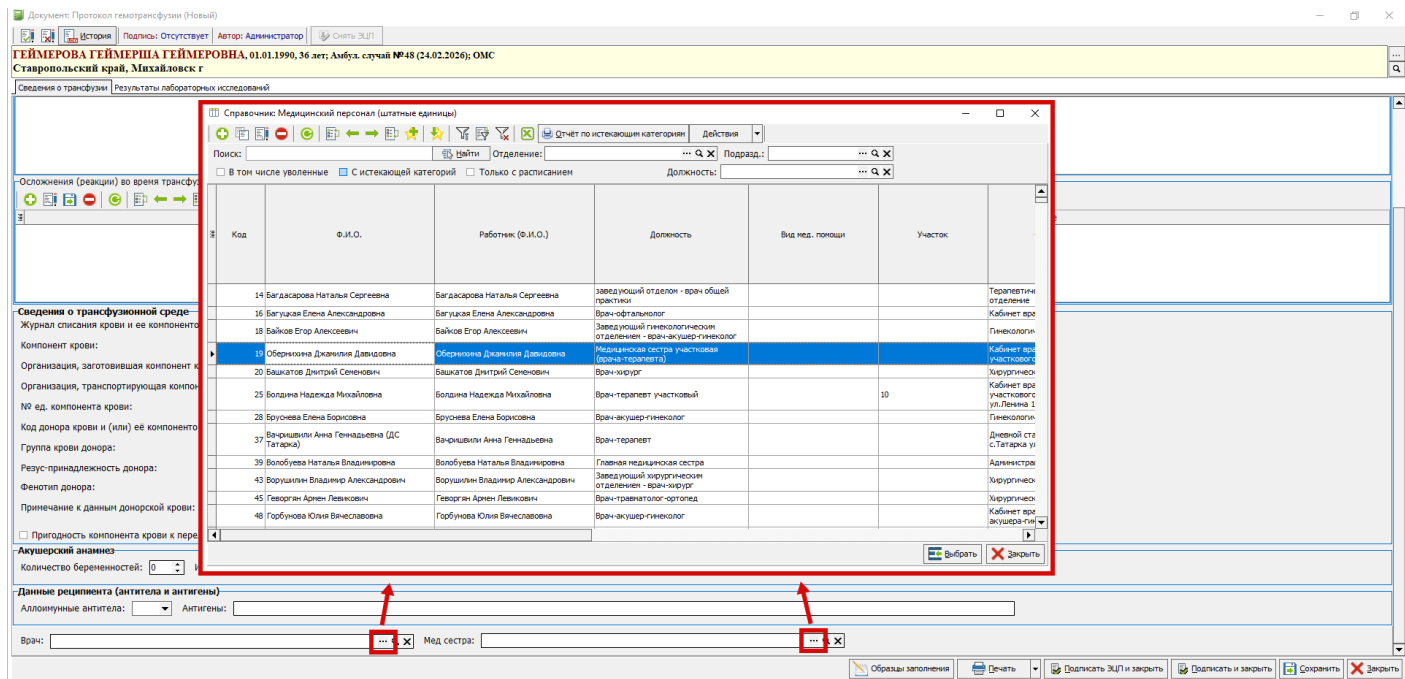 Документ: Протокол гемотрансфузии (Новый)
История Подпись: Отсутствует Автор: Администратор Снять ЭЦП
ГЕЙМЕРОВА ГЕЙМЕРША ГЕЙМЕРОВНА, 01.01.1990, 36 лет; Амбул. случай №48 (24.02.2026); ОМС
Ставропольский край, Михайловск г
Сведения о трансфузии Результаты лабораторных исследований
Справочник: Медицинский персонал (штатные единицы)
Отчёт по истекающим категориям Действия
Поиск: Найти Отделение: Подразд.:
В том числе уволенные С истекающей категорий Только с расписанием Должность:
Код Ф.И.О. Работник (Ф.И.О.) Должность Вид мед. помощи Участок
14 Багдасарова Наталья Сергеевна Багдасарова Наталья Сергеевна заведующий отделом - врач общей практики Терапевтиче отделение
16 Багуцкая Елена Александровна Багуцкая Елена Александровна Врач-офтальмолог Кабинет вра
18 Байков Егор Алексеевич Байков Егор Алексеевич Заведующий гинекологическим отделением - врач-акушер-гинеколог Гинекологич
19 Обернихина Джамилия Давидовна Обернихина Джамилия Давидовна Медицинская сестра участковая (врача-терапевта) Кабинет вра участкового
20 Башкатов Дмитрий Семенович Башкатов Дмитрий Семенович Врач-хирург Хирургическ
25 Болдина Надежда Михайловна Болдина Надежда Михайловна Врач-терапевт участковый 10 Кабинет вра участкового ул.Ленина 1
28 Бруснева Елена Борисовна Бруснева Елена Борисовна Врач-акушер-гинеколог Гинекологич
37 Вачришвили Анна Геннадьевна (ДС Татарка) Вачришвили Анна Геннадьевна Врач-терапевт Дневной ста с.Татарка ул
39 Волобуева Наталья Владимировна Волобуева Наталья Владимировна Главная медицинская сестра Администрац
43 Ворушилин Владимир Александрович Ворушилин Владимир Александрович Заведующий хирургическим отделением - врач-хирург Хирургическ
45 Геворгян Армен Левикович Геворгян Армен Левикович Врач-травматолог-ортопед Хирургическ
48 Горбунова Юлия Вячеславовна Горбунова Юлия Вячеславовна Врач-акушер-гинеколог Кабинет вра акушера-гин
Выбрать Закрыть
Осложнения (реакции) во время трансфуз
Сведения о трансфузионной среде
Журнал списания крови и ее компоненто
Компонент крови:
Организация, заготовившая компонент к
Организация, транспортирующая компон
№ ед. компонента крови:
Код донора крови и (или) её компоненто
Группа крови донора:
Резус-принадлежность донора:
Фенотип донора:
Примечание к данным донорской крови:
Пригодность компонента крови к пере
Акушерский анамнез
Количество беременностей: 0
Данные реципиента (антитела и антигены)
Аллоимунные антитела: Антигены:
Врач: Мед сестра:
Образцы заполнения Печать Подписать ЭЦП и закрыть Подписать и закрыть Сохранить Закрыть